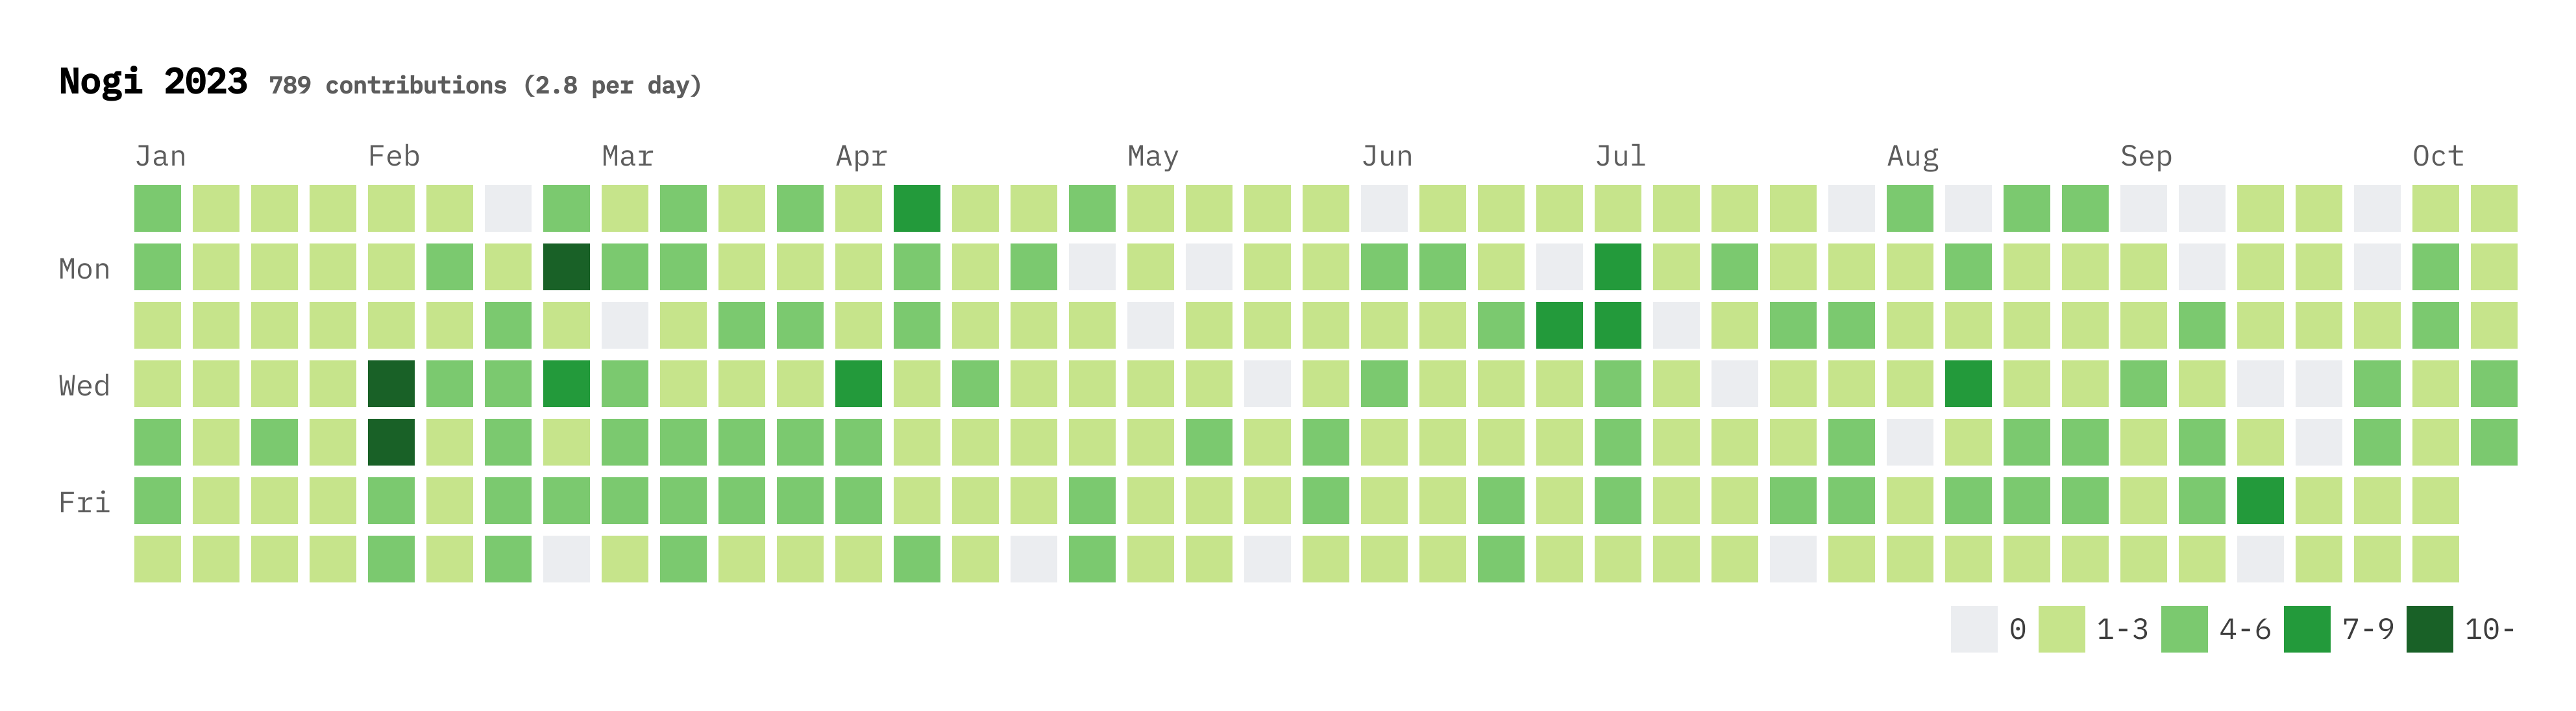 Nogi 2023 789 contributions (2.8 per day)
Jan Feb Mar Apr May Jun Jul Aug Sep Oct
Mon
Wed
Fri
0 1-3 4-6 7-9 10-